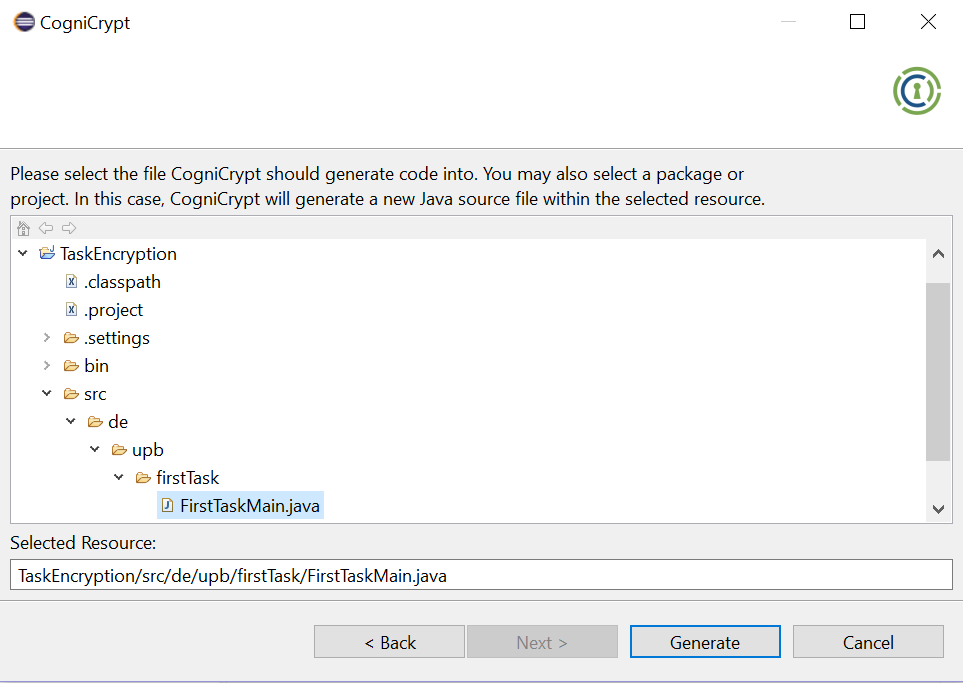 CogniCrypt
Please select the file CogniCrypt should generate code into. You may also select a package or
project. In this case, CogniCrypt will generate a new Java source file within the selected resource.
TaskEncryption
.classpath
.project
.settings
bin
src
de
upb
firstTask
FirstTaskMain.java
Selected Resource:
TaskEncryption/src/de/upb/firstTask/FirstTaskMain.java
< Back Next > Generate Cancel